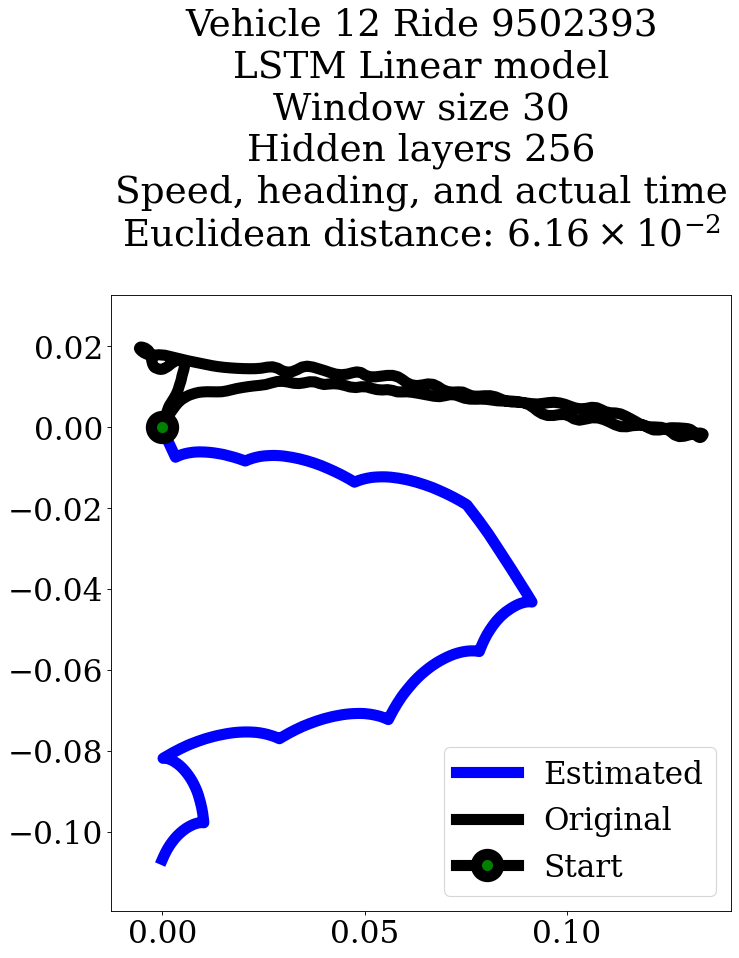 Vehicle 12 Ride 9502393
LSTM Linear model
Window size 30
Hidden layers 256
Speed, heading, and actual time
Euclidean distance: 6.16 × 10⁻²
0.02
0.00
−0.02
−0.04
−0.06
−0.08
−0.10
Estimated
Original
Start
0.00 0.05 0.10